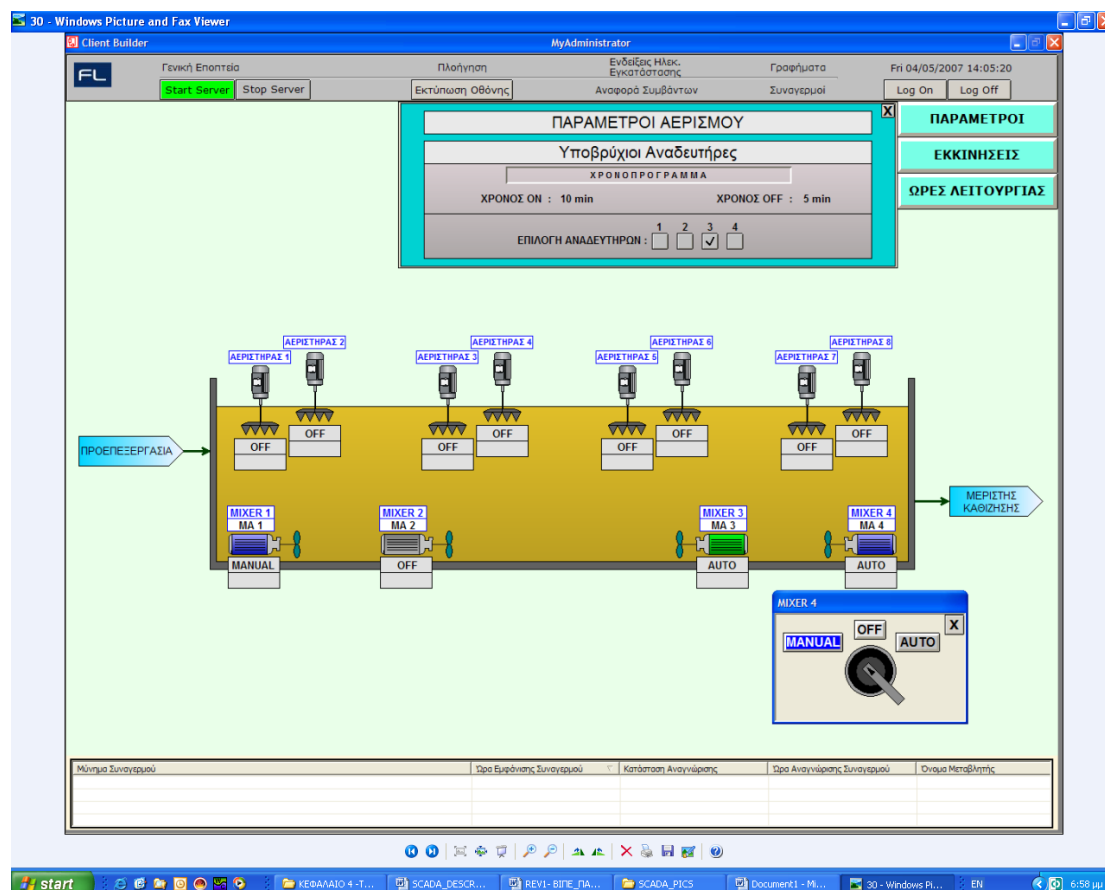 30 - Windows Picture and Fax Viewer
Client Builder MyAdministrator
FL
Γενική Εποπτεία Πλοήγηση Ενδείξεις Ηλεκ. Εγκατάστασης Γραφήματα Fri 04/05/2007 14:05:20
Start Server Stop Server Εκτύπωση Οθόνης Αναφορά Συμβάντων Συναγερμοί Log On Log Off
ΠΑΡΑΜΕΤΡΟΙ ΑΕΡΙΣΜΟΥ X
Υποβρύχιοι Αναδευτήρες
ΧΡΟΝΟΠΡΟΓΡΑΜΜΑ
ΧΡΟΝΟΣ ON : 10 min ΧΡΟΝΟΣ OFF : 5 min
1 2 3 4
ΕΠΙΛΟΓΗ ΑΝΑΔΕΥΤΗΡΩΝ :
ΠΑΡΑΜΕΤΡΟΙ
ΕΚΚΙΝΗΣΕΙΣ
ΩΡΕΣ ΛΕΙΤΟΥΡΓΙΑΣ
ΑΕΡΙΣΤΗΡΑΣ 2 ΑΕΡΙΣΤΗΡΑΣ 4 ΑΕΡΙΣΤΗΡΑΣ 6 ΑΕΡΙΣΤΗΡΑΣ 8
ΑΕΡΙΣΤΗΡΑΣ 1 ΑΕΡΙΣΤΗΡΑΣ 3 ΑΕΡΙΣΤΗΡΑΣ 5 ΑΕΡΙΣΤΗΡΑΣ 7
OFF OFF OFF OFF
OFF OFF OFF OFF
ΠΡΟΕΠΕΞΕΡΓΑΣΙΑ
ΜΕΡΙΣΤΗΣ
ΚΑΘΙΖΗΣΗΣ
MIXER 1 MIXER 2 MIXER 3 MIXER 4
MA 1 MA 2 MA 3 MA 4
MANUAL OFF AUTO AUTO
MIXER 4
OFF X
MANUAL AUTO
Μύνημα Συναγερμού Ώρα Εμφάνισης Συναγερμού Κατάσταση Αναγνώρισης Ώρα Αναγνώρισης Συναγερμού Όνομα Μεταβλητής
start ΚΕΦΑΛΑΙΟ 4 -Τ... SCADA_DESCR... REV1- ΒΙΠΕ_ΠΑ... SCADA_PICS Document1 - Mi... 30 - Windows Pi... EN 6:58 μμ